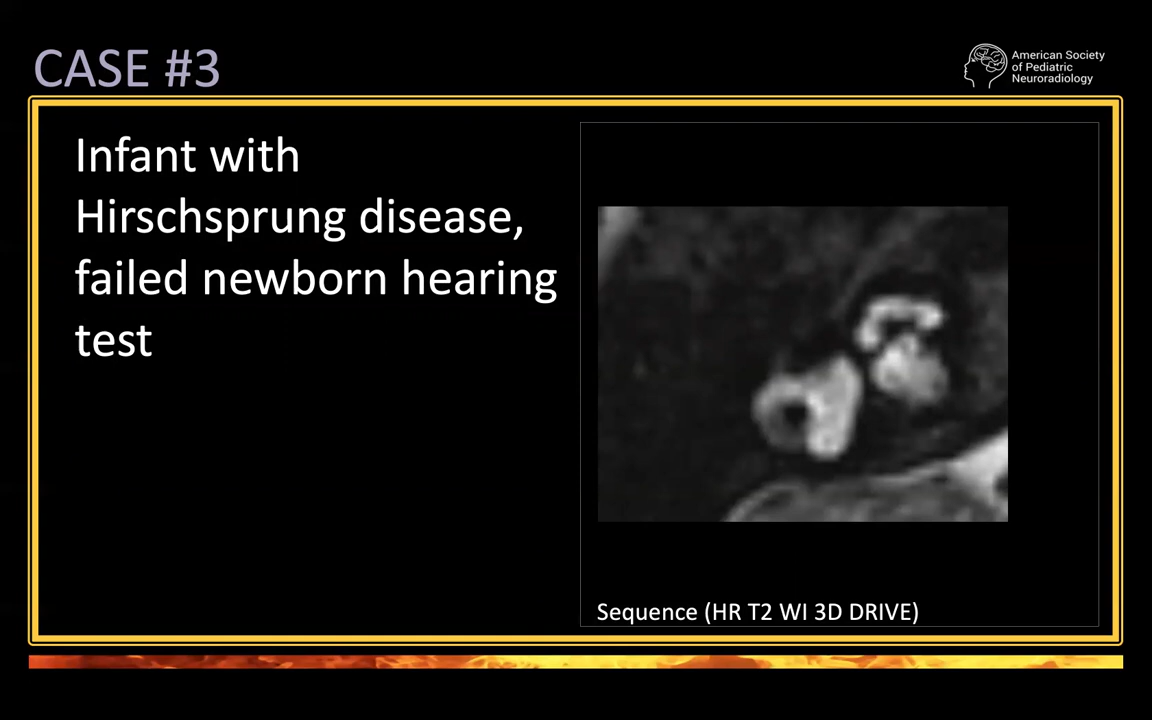 CASE #3
American Society
of Pediatric
Neuroradiology
Infant with
Hirschsprung disease,
failed newborn hearing
test
Sequence (HR T2 WI 3D DRIVE)